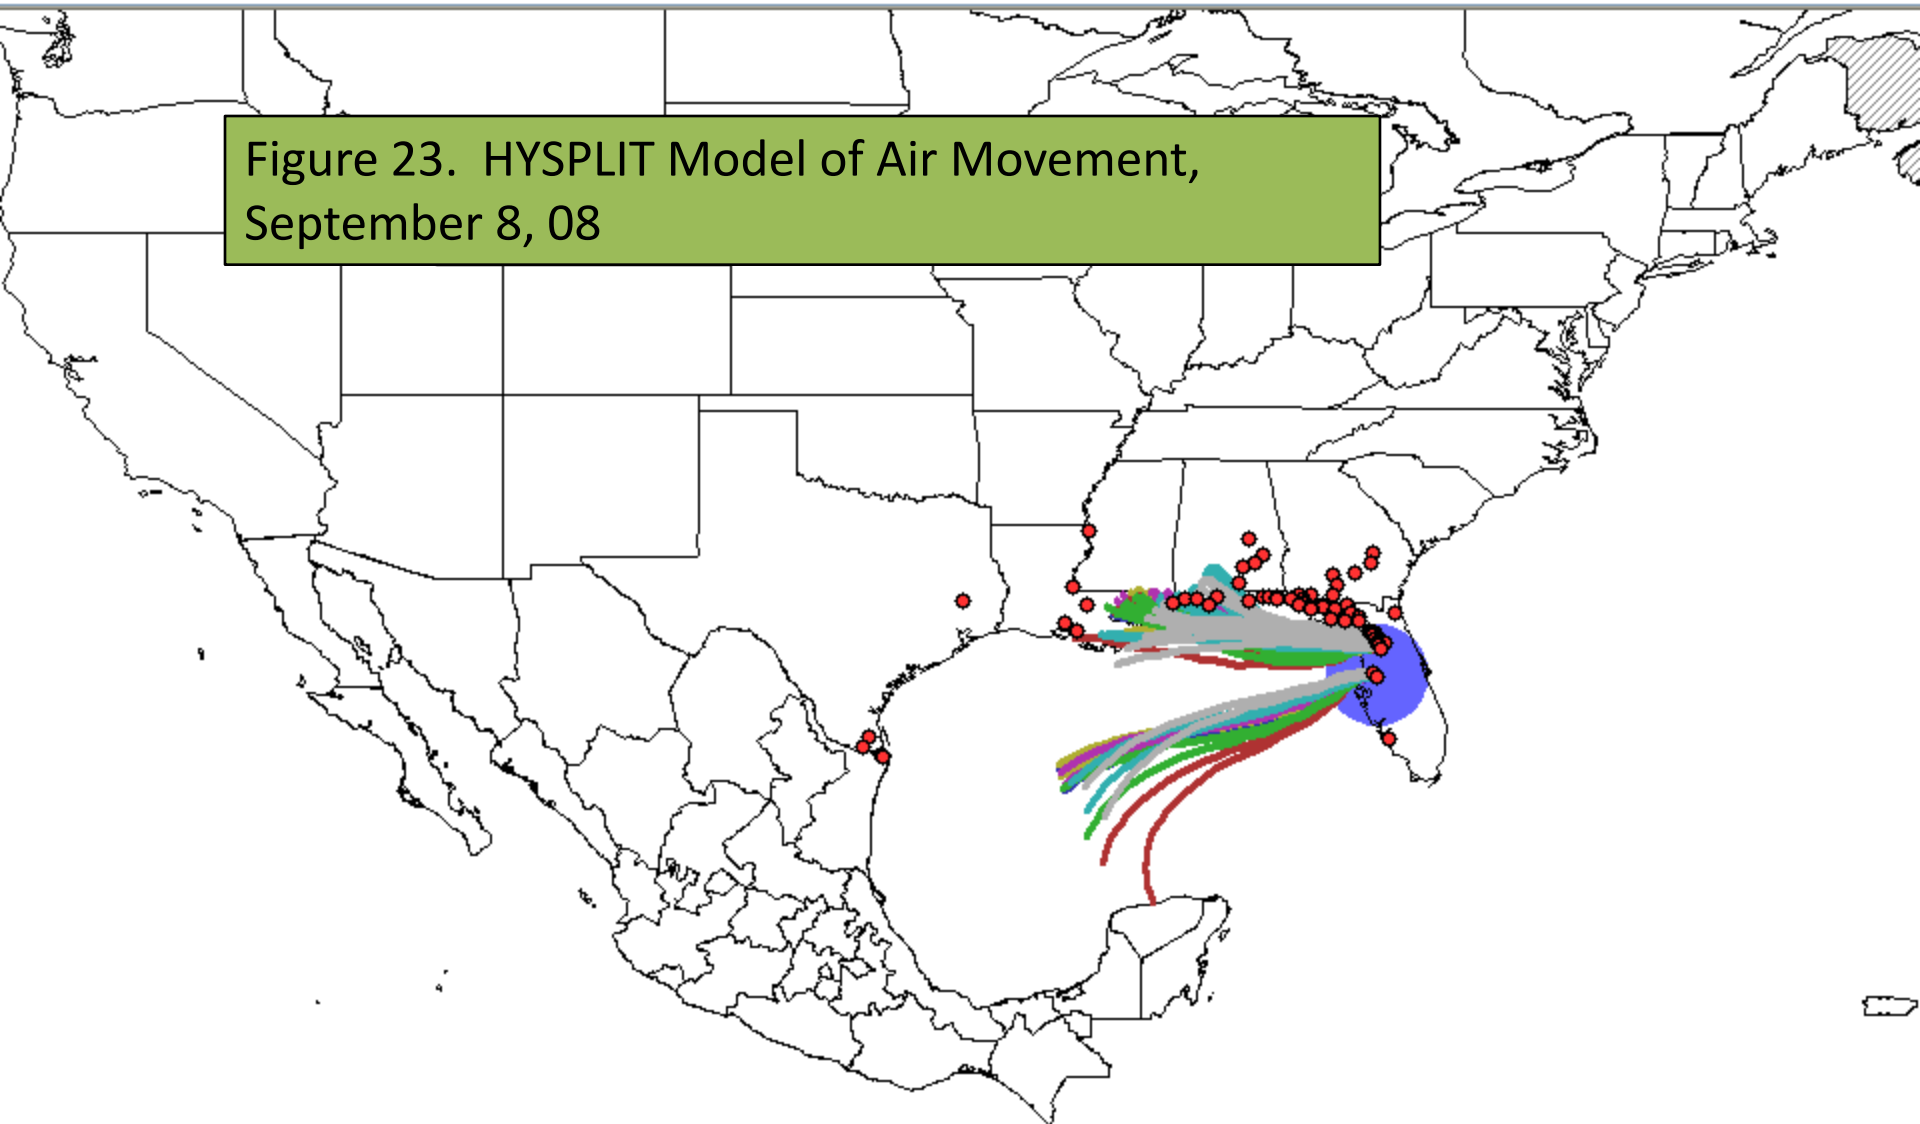 Figure 23.  HYSPLIT Model of Air Movement,
September 8, 08